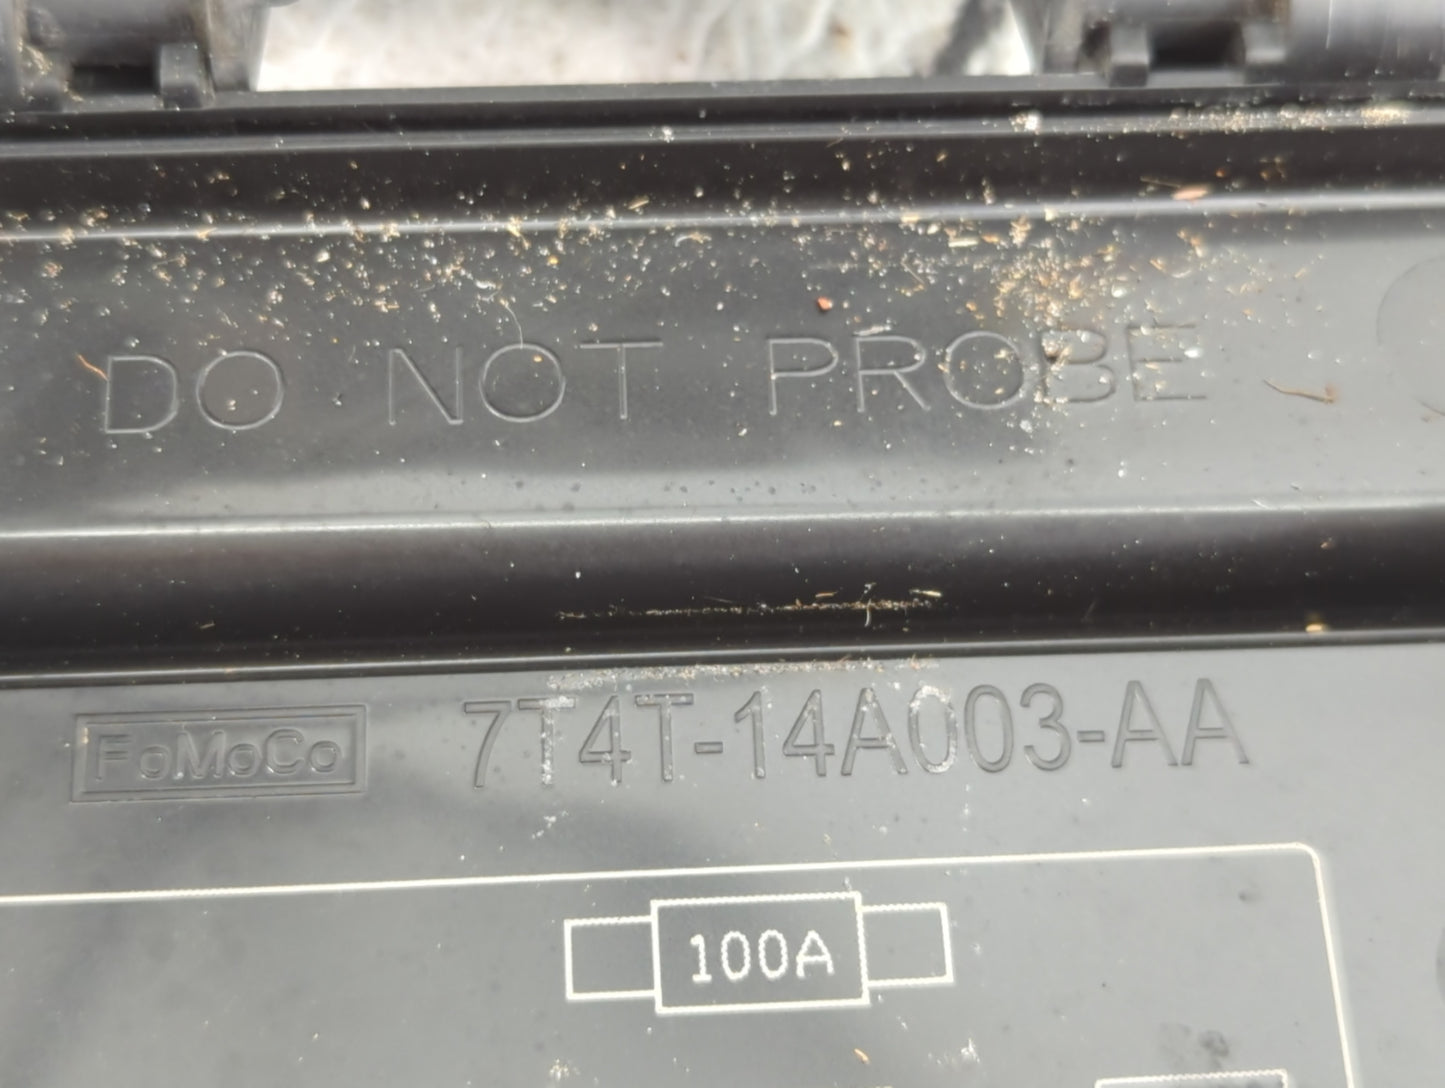 DO NOT PROBE
FoMoCo 7T4T-14A003-AA
100A